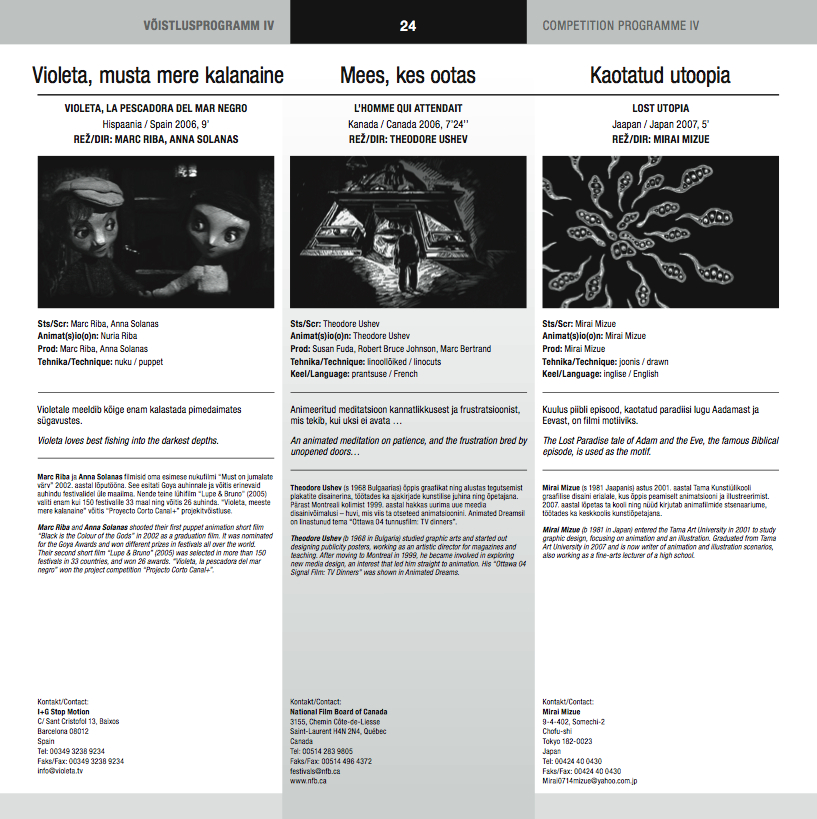 VÕISTLUSPROGRAMM IV
24
COMPETITION PROGRAMME IV
Violeta, musta mere kalanaine
VIOLETA, LA PESCADORA DEL MAR NEGRO
Hispaania / Spain 2006, 9’
REŽ/DIR: MARC RIBA, ANNA SOLANAS
Sts/Scr: Marc Riba, Anna Solanas
Animat(s)io(o)n: Nuria Riba
Prod: Marc Riba, Anna Solanas
Tehnika/Technique: nuku / puppet
Violetale meeldib kõige enam kalastada pimedaimates
sügavustes.
Violeta loves best fishing into the darkest depths.
Marc Riba ja Anna Solanas filmisid oma esimese nukufilmi “Must on jumalate
värv” 2002. aastal lõputööna. See esitati Goya auhinnale ja võitis erinevaid
auhindu festivalidel üle maailma. Nende teine lühifilm “Lupe & Bruno” (2005)
valiti enam kui 150 festivalile 33 maal ning võitis 26 auhinda. “Violeta, meeste
mere kalanaine” võitis “Proyecto Corto Canal+” projektivõistluse.
Marc Riba and Anna Solanas shooted their first puppet animation short film
“Black is the Colour of the Gods” in 2002 as a graduation film. It was nominated
for the Goya Awards and won different prizes in festivals all over the world.
Their second short film “Lupe & Bruno” (2005) was selected in more than 150
festivals in 33 countries, and won 26 awards. “Violeta, la pescadora del mar
negro” won the project competition “Projecto Corto Canal+”.
Kontakt/Contact:
I+G Stop Motion
C/ Sant Cristofol 13, Baixos
Barcelona 08012
Spain
Tel: 00349 3238 9234
Faks/Fax: 00349 3238 9234
info@violeta.tv
Mees, kes ootas
L’HOMME QUI ATTENDAIT
Kanada / Canada 2006, 7’24’’
REŽ/DIR: THEODORE USHEV
Sts/Scr: Theodore Ushev
Animat(s)io(o)n: Theodore Ushev
Prod: Susan Fuda, Robert Bruce Johnson, Marc Bertrand
Tehnika/Technique: linoollõiked / linocuts
Keel/Language: prantsuse / French
Animeeritud meditatsioon kannatlikkusest ja frustratsioonist,
mis tekib, kui uksi ei avata …
An animated meditation on patience, and the frustration bred by
unopened doors…
Theodore Ushev (s 1968 Bulgaarias) õppis graafikat ning alustas tegutsemist
plakatite disainerina, töötades ka ajakirjade kunstilise juhina ning õpetajana.
Pärast Montreali kolimist 1999. aastal hakkas uurima uue meedia
disainivõimalusi – huvi, mis viis ta otseteed animatsioonini. Animated Dreamsil
on linastunud tema “Ottawa 04 tunnusfilm: TV dinners”.
Theodore Ushev (b 1968 in Bulgaria) studied graphic arts and started out
designing publicity posters, working as an artistic director for magazines and
teaching. After moving to Montreal in 1999, he became involved in exploring
new media design, an interest that led him straight to animation. His “Ottawa 04
Signal Film: TV Dinners” was shown in Animated Dreams.
Kontakt/Contact:
National Film Board of Canada
3155, Chemin Côte-de-Liesse
Saint-Laurent H4N 2N4, Québec
Canada
Tel: 00514 283 9805
Faks/Fax: 00514 496 4372
festivals@nfb.ca
www.nfb.ca
Kaotatud utoopia
LOST UTOPIA
Jaapan / Japan 2007, 5’
REŽ/DIR: MIRAI MIZUE
Sts/Scr: Mirai Mizue
Animat(s)io(o)n: Mirai Mizue
Prod: Mirai Mizue
Tehnika/Technique: joonis / drawn
Keel/Language: inglise / English
Kuulus piibli episood, kaotatud paradiisi lugu Aadamast ja
Eevast, on filmi motiiviks.
The Lost Paradise tale of Adam and the Eve, the famous Biblical
episode, is used as the motif.
Mirai Mizue (s 1981 Jaapanis) astus 2001. aastal Tama Kunstiülikooli
graafilise disaini erialale, kus õppis peamiselt animatsiooni ja illustreerimist.
2007. aastal lõpetas ta kooli ning nüüd kirjutab animafilmide stsenaariume,
töötades ka keskkoolis kunstiõpetajana.
Mirai Mizue (b 1981 in Japan) entered the Tama Art University in 2001 to study
graphic design, focusing on animation and an illustration. Graduated from Tama
Art University in 2007 and is now writer of animation and illustration scenarios,
also working as a fine-arts lecturer of a high school.
Kontakt/Contact:
Mirai Mizue
9-4-402, Somechi-2
Chofu-shi
Tokyo 182-0023
Japan
Tel: 00424 40 0430
Faks/Fax: 00424 40 0430
Mirai0714mizue@yahoo.com.jp